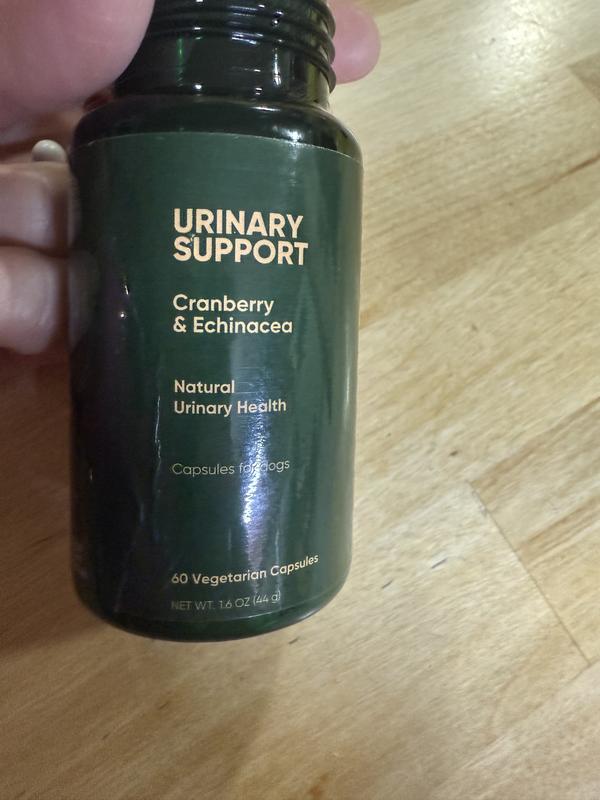 URINARY
SUPPORT
Cranberry
& Echinacea
Natural
Urinary Health
Capsules for dogs
60 Vegetarian Capsules
NET WT. 1.6 OZ (44 g)